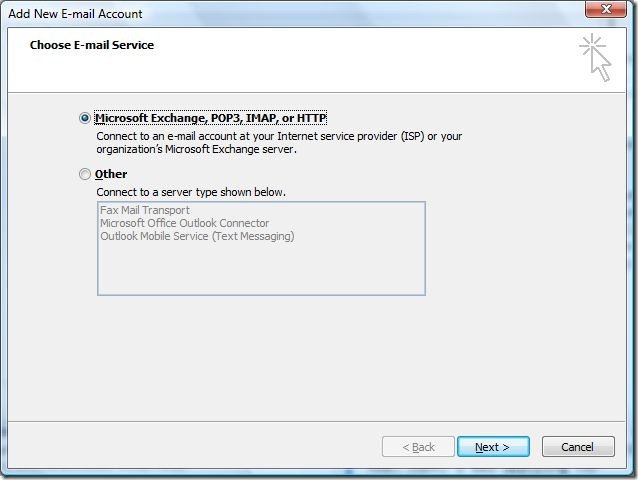 Add New E-mail Account
Choose E-mail Service
Microsoft Exchange, POP3, IMAP, or HTTP
Connect to an e-mail account at your Internet service provider (ISP) or your
organization's Microsoft Exchange server.
Other
Connect to a server type shown below.
Fax Mail Transport
Microsoft Office Outlook Connector
Outlook Mobile Service (Text Messaging)
< Back
Next >
Cancel